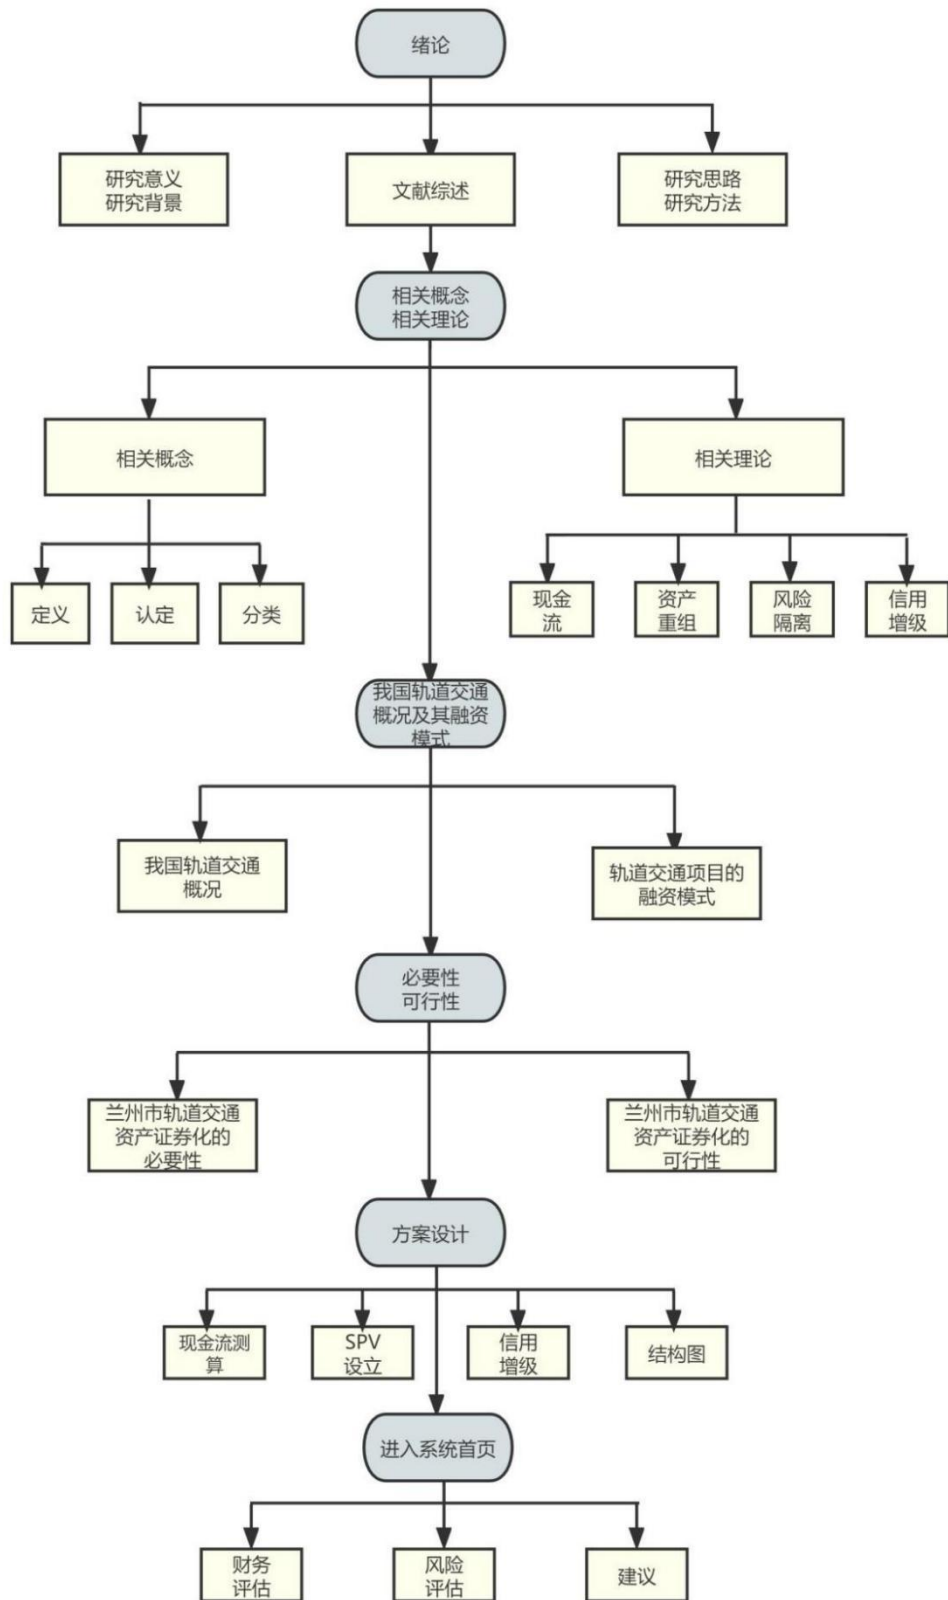 绪论
研究意义
研究背景
文献综述
研究思路
研究方法
相关概念
相关理论
相关概念
相关理论
定义
认定
分类
现金
流
资产
重组
风险
隔离
信用
增级
我国轨道交通
概况及其融资
模式
我国轨道交通
概况
轨道交通项目的
融资模式
必要性
可行性
兰州市轨道交通
资产证券化的
必要性
兰州市轨道交通
资产证券化的
可行性
方案设计
现金流测
算
SPV
设立
信用
增级
结构图
进入系统首页
财务
评估
风险
评估
建议